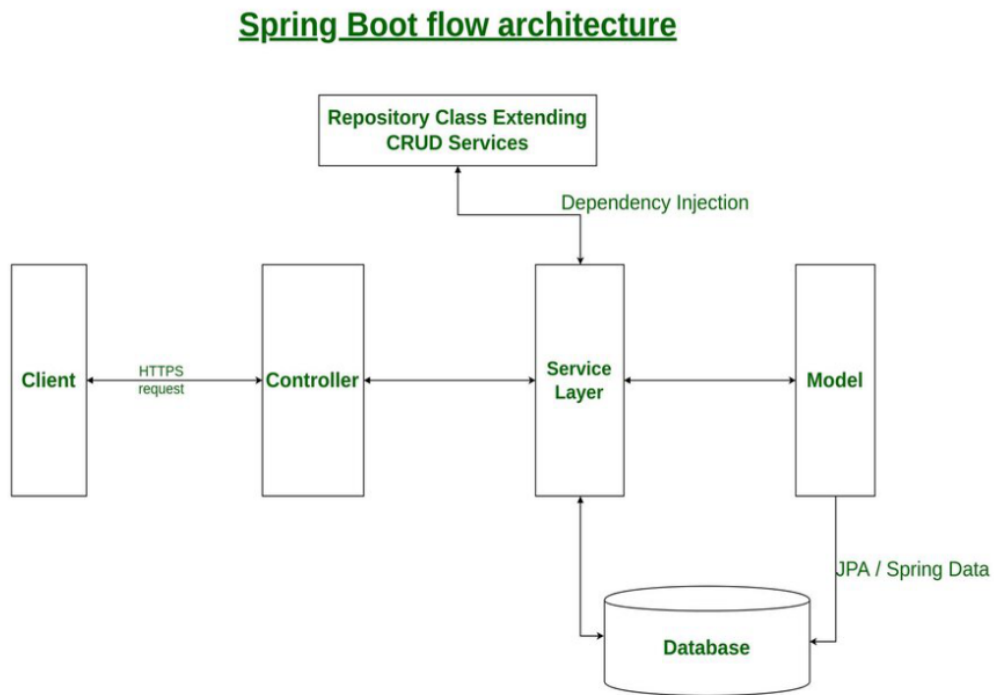 Spring Boot flow architecture
Repository Class Extending
CRUD Services
Dependency Injection
Client
HTTPS
request
Controller
Service
Layer
Model
JPA / Spring Data
Database